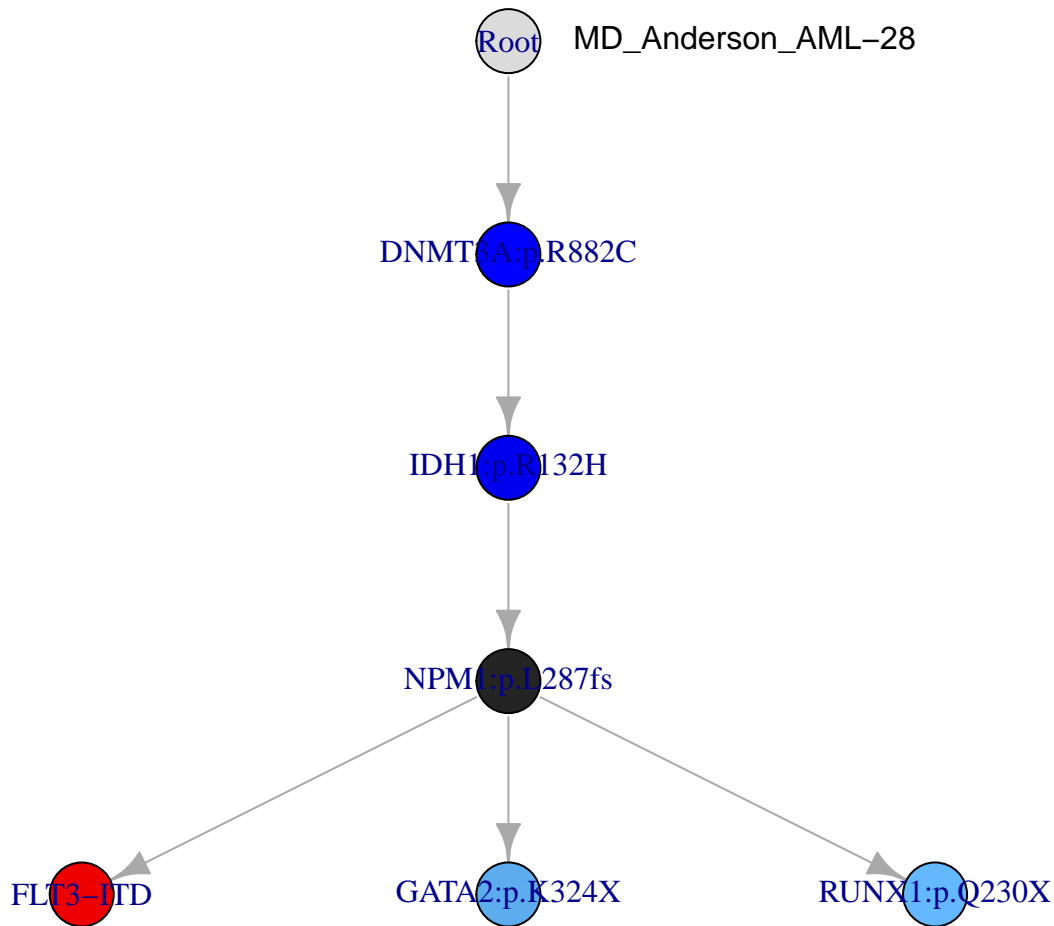 Root MD_Anderson_AML−28
DNMT3A:p.R882C
IDH1:p.R132H
NPM1:p.L287fs
FLT3−ITD GATA2:p.K324X RUNX1:p.Q230X